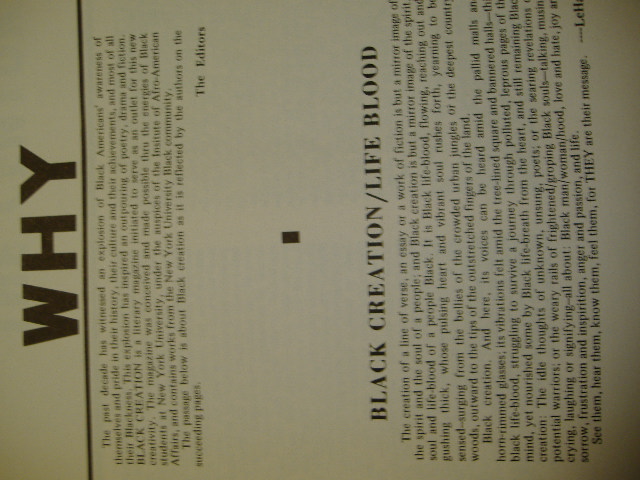 WHY
The past decade has witnessed an explosion of Black Americans' awareness of
themselves and pride in their history, their culture and their achievements, and most of all
their Blackness. This explosion has inspired an outpouring of poetry, drama and fiction.
BLACK CREATION is a literary magazine initiated to serve as an outlet for this new
creativity. The magazine was conceived and made possible thru the energies of Black
students at New York University, under the auspices of the Institute of Afro-American
Affairs, and contains works from the New York University Black community.
The passage below is about Black creation as it is reflected by the authors on the
succeeding pages.
The Editors
BLACK CREATION/LIFE BLOOD
The creation of a line of verse, an essay or a work of fiction is but a mirror image of
the spirit and the soul of a people; and Black creation is but a mirror image of the spirit,
soul and life-blood of a people Black. It is Black life-blood, flowing, reaching out and
gushing thick, whose pulsing heart and vibrant soul rushes forth, yearning to be
sensed-surging from the bellies of the crowded urban jungles or the deepest country
woods, outward to the tips of the outstretched fingers of the land.
Black creation. And here, its voices can be heard amid the pallid malls and
horn-rimmed glasses; its vibrations felt amid the tree-lined square and bannered halls—this
black life-blood, struggling to survive a journey through polluted, leprous pages of the
mind, yet nourished some by Black life-breath from the heart, and still remaining Black
creation: The idle thoughts of unknown, unsung, poets; or the searing revelations of
potential warriors; or the weary rails of frightened/groping Black souls—talking, musing
crying, laughing or signifying—all about: Black man/woman/hood, love and hate, joy and
sorrow, frustration and inspirition, anger and passion, and life.
See them, hear them, know them, feel them, for THEY are their message. —LeHa